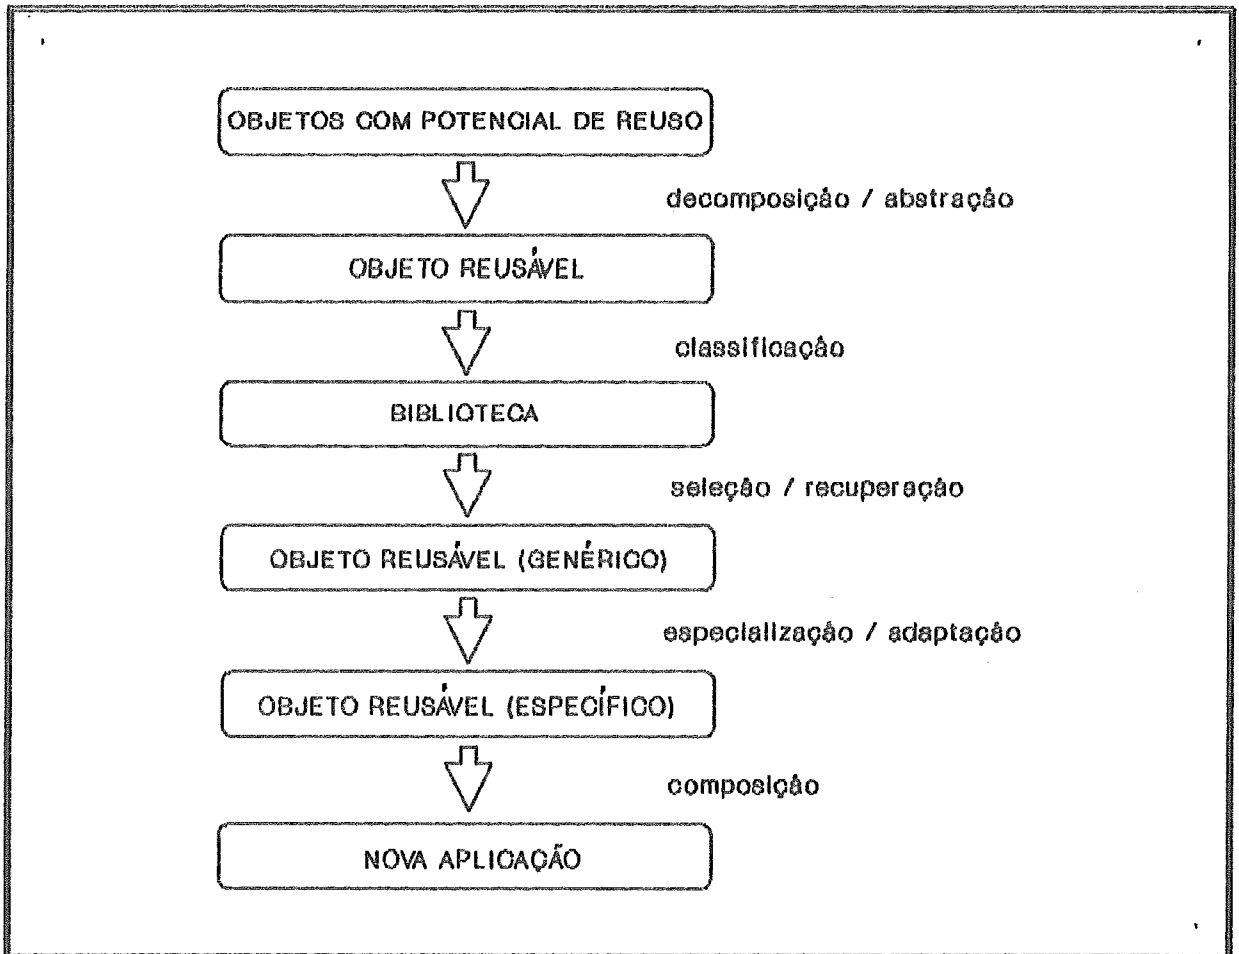 OBJETOS COM POTENCIAL DE REUSO
decomposição / abstração
OBJETO REUSÁVEL
classificação
BIBLIOTECA
seleção / recuperação
OBJETO REUSÁVEL (GENÉRICO)
especialização / adaptação
OBJETO REUSÁVEL (ESPECÍFICO)
composição
NOVA APLICAÇÃO